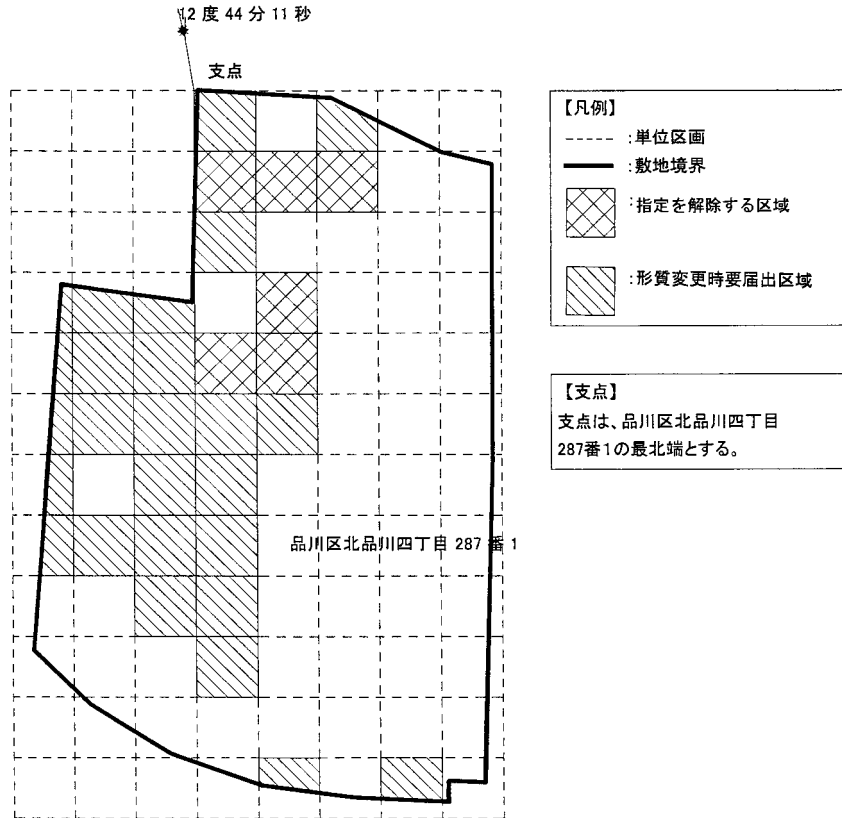 12 度 44 分 11 秒
支点
【凡例】
:単位区画
:敷地境界
:指定を解除する区域
:形質変更時要届出区域
【支点】
支点は、品川区北品川四丁目
287番1の最北端とする。
品川区北品川四丁目 287 番 1